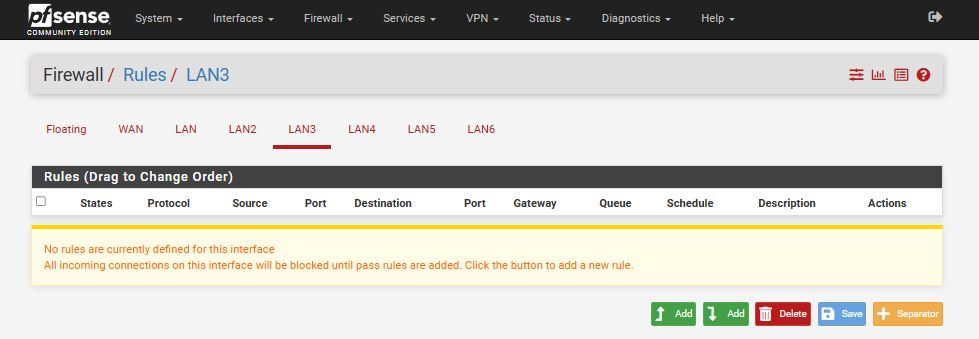 pfsense
COMMUNITY EDITION
System Interfaces Firewall Services VPN Status Diagnostics Help
Firewall / Rules / LAN3
Floating WAN LAN LAN2 LAN3 LAN4 LAN5 LAN6
Rules (Drag to Change Order)
States Protocol Source Port Destination Port Gateway Queue Schedule Description Actions
No rules are currently defined for this interface
All incoming connections on this interface will be blocked until pass rules are added. Click the button to add a new rule.
Add Add Delete Save Separator